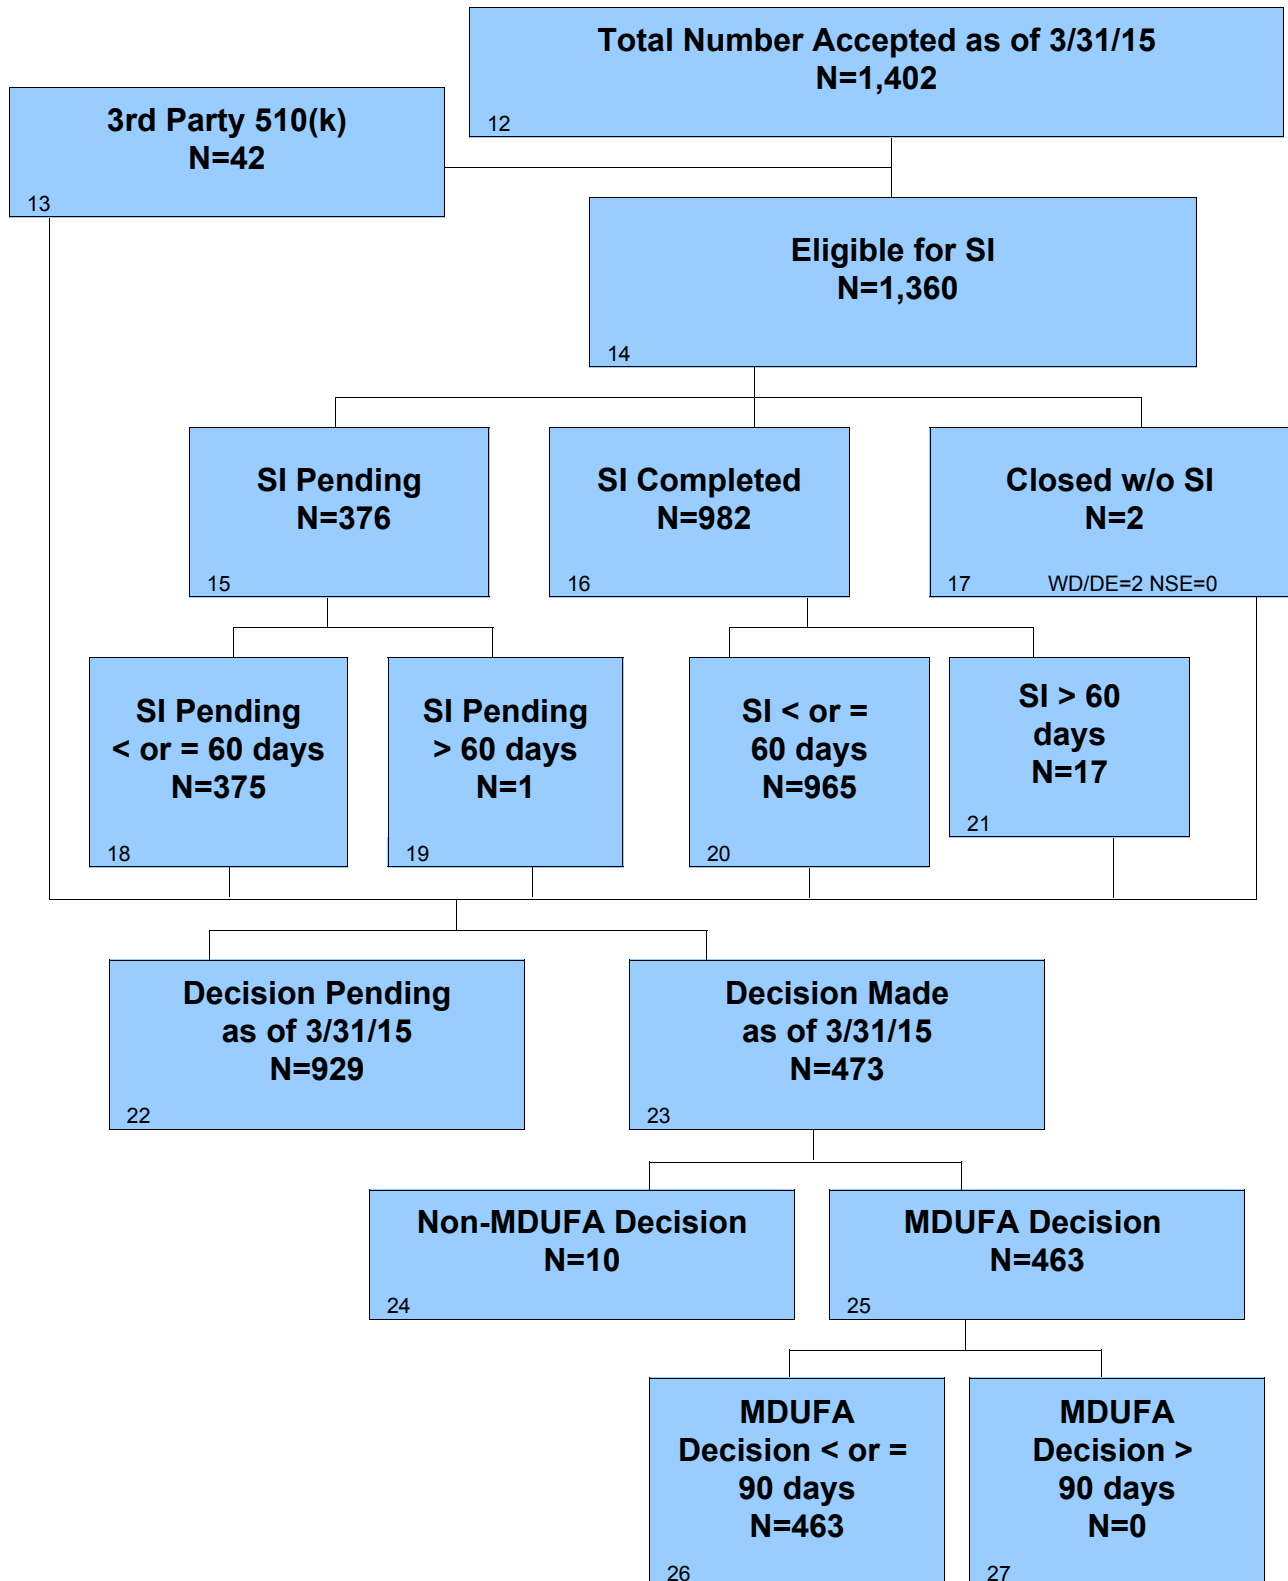 Total Number Accepted as of 3/31/15
N=1,402
12
3rd Party 510(k)
N=42
13
Eligible for SI
N=1,360
14
SI Pending
N=376
15
SI Completed
N=982
16
Closed w/o SI
N=2
17 WD/DE=2 NSE=0
SI Pending
< or = 60 days
N=375
18
SI Pending
> 60 days
N=1
19
SI < or =
60 days
N=965
20
SI > 60
days
N=17
21
Decision Pending
as of 3/31/15
N=929
22
Decision Made
as of 3/31/15
N=473
23
Non-MDUFA Decision
N=10
24
MDUFA Decision
N=463
25
MDUFA
Decision < or =
90 days
N=463
26
MDUFA
Decision >
90 days
N=0
27